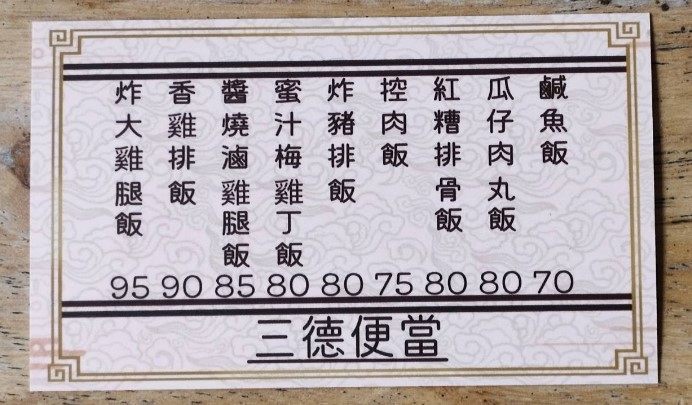 鹹魚飯 70
瓜仔肉丸飯 80
紅糟排骨飯 80
控肉飯 75
炸豬排飯 80
蜜汁梅雞丁飯 80
醬燒滷雞腿飯 85
香雞排飯 90
炸大雞腿飯 95
三德便當